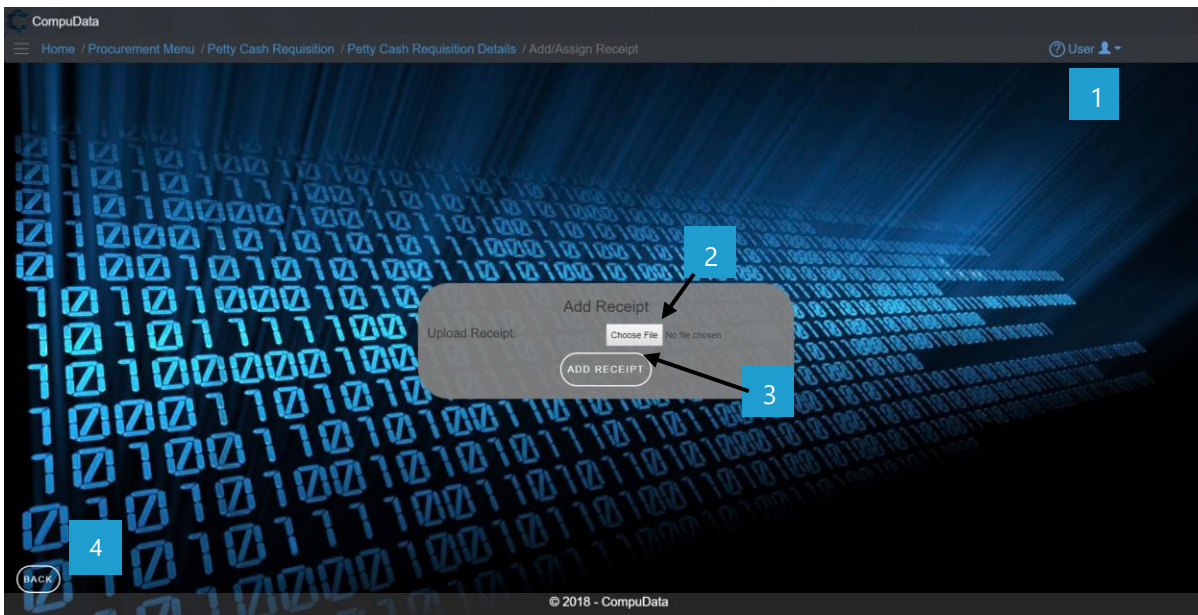 CompuData
Home / Procurement Menu / Petty Cash Requisition / Petty Cash Requisition Details / Add/Assign Receipt
? User
1
2
Add Receipt
Upload Receipt: Choose File No file chosen
ADD RECEIPT
3
4
BACK
© 2018 - CompuData